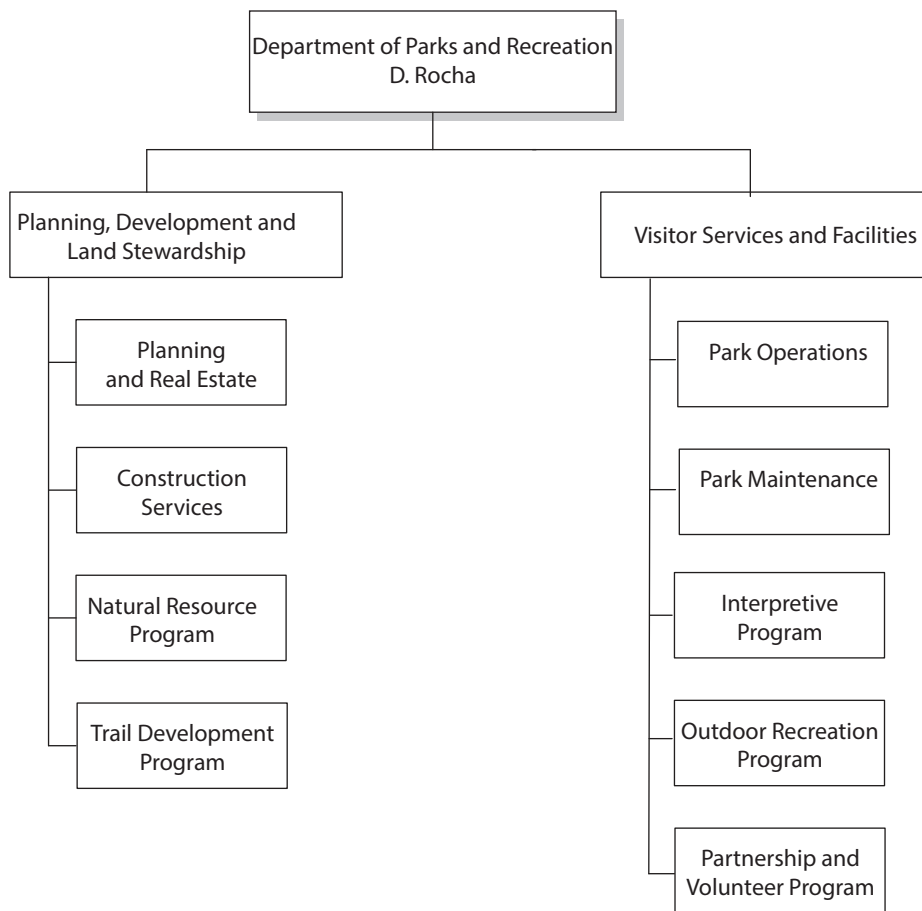 Department of Parks and Recreation
D. Rocha
Planning, Development and
Land Stewardship
Planning
and Real Estate
Construction
Services
Natural Resource
Program
Trail Development
Program
Visitor Services and Facilities
Park Operations
Park Maintenance
Interpretive
Program
Outdoor Recreation
Program
Partnership and
Volunteer Program